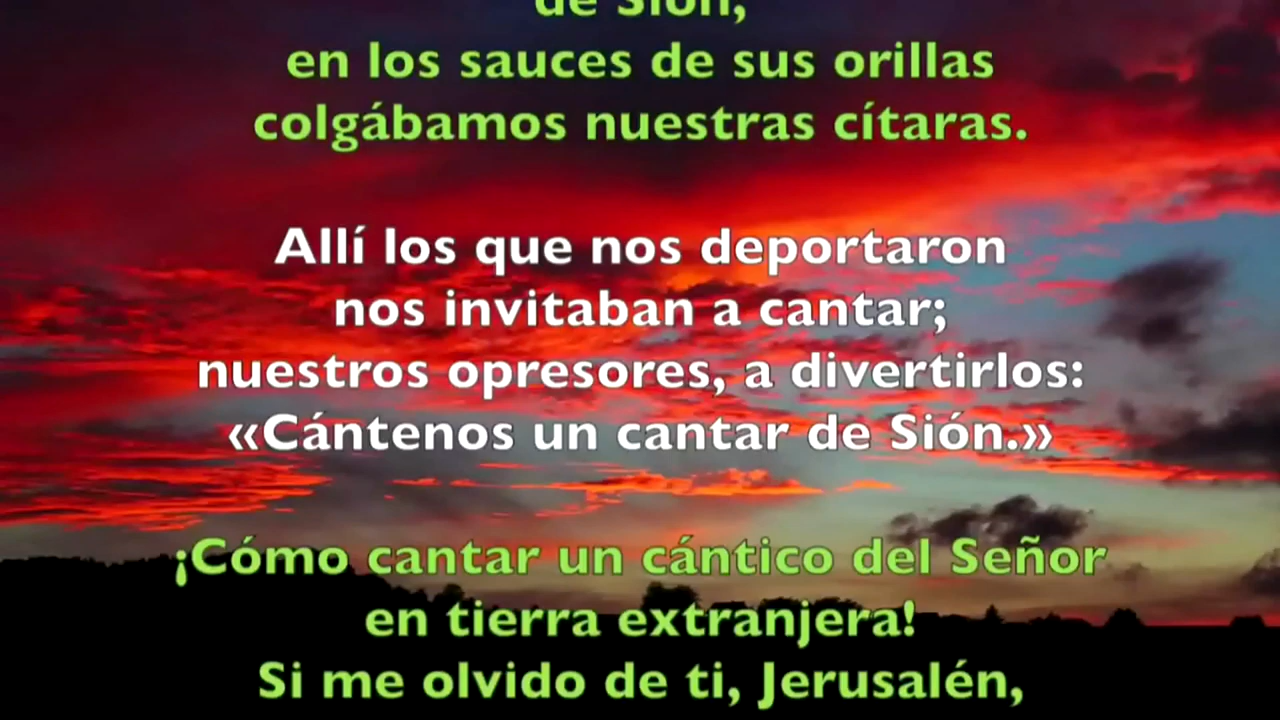 de Sión,
en los sauces de sus orillas
colgábamos nuestras cítaras.
Allí los que nos deportaron
nos invitaban a cantar;
nuestros opresores, a divertirlos:
«Cántenos un cantar de Sión.»
¡Cómo cantar un cántico del Señor
en tierra extranjera!
Si me olvido de ti, Jerusalén,